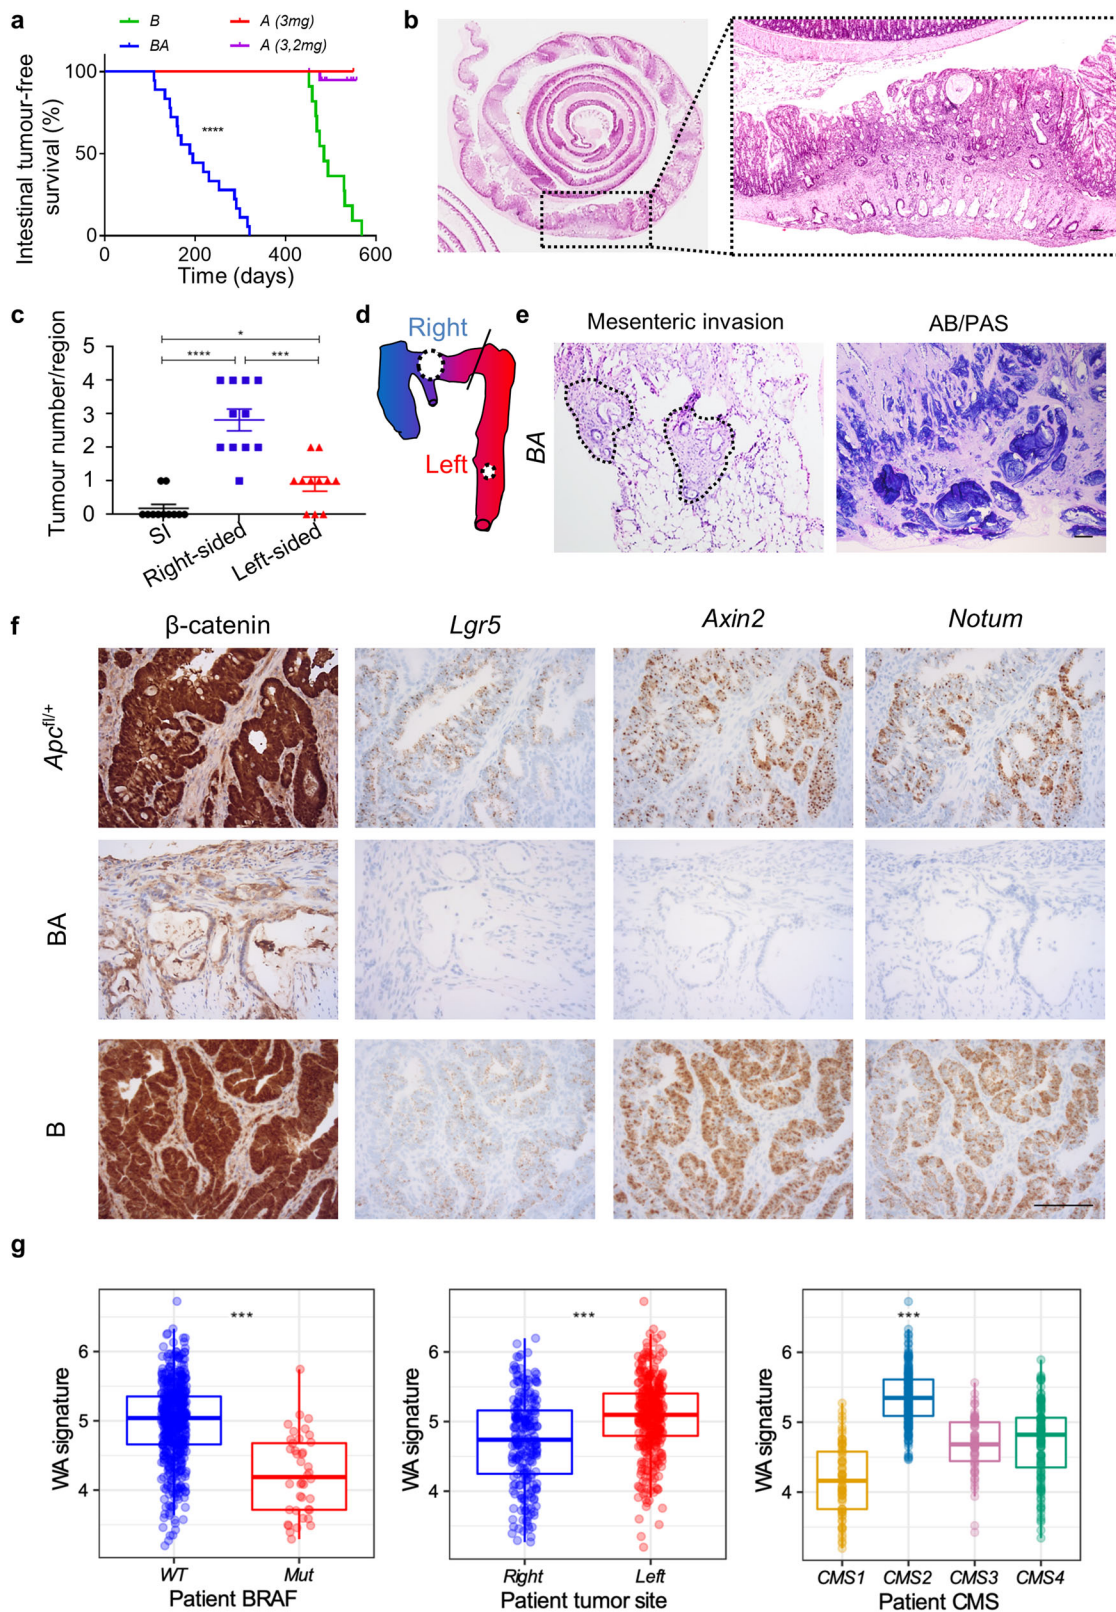 a
B
A (3mg)
BA
A (3,2mg)
Intestinal tumour-free
survival (%)
100
50
0
****
0
200
400
600
Time (days)
b
c
Tumour number/region
5
4
3
2
1
0
*
****
***
SI
Right-sided
Left-sided
d
Right
Left
e
Mesenteric invasion
AB/PAS
BA
f
β-catenin
Lgr5
Axin2
Notum
Apcfl/+
BA
B
g
WA signature
6
5
4
***
WT
Mut
Patient BRAF
WA signature
6
5
4
***
Right
Left
Patient tumor site
WA signature
6
5
4
***
CMS1
CMS2
CMS3
CMS4
Patient CMS